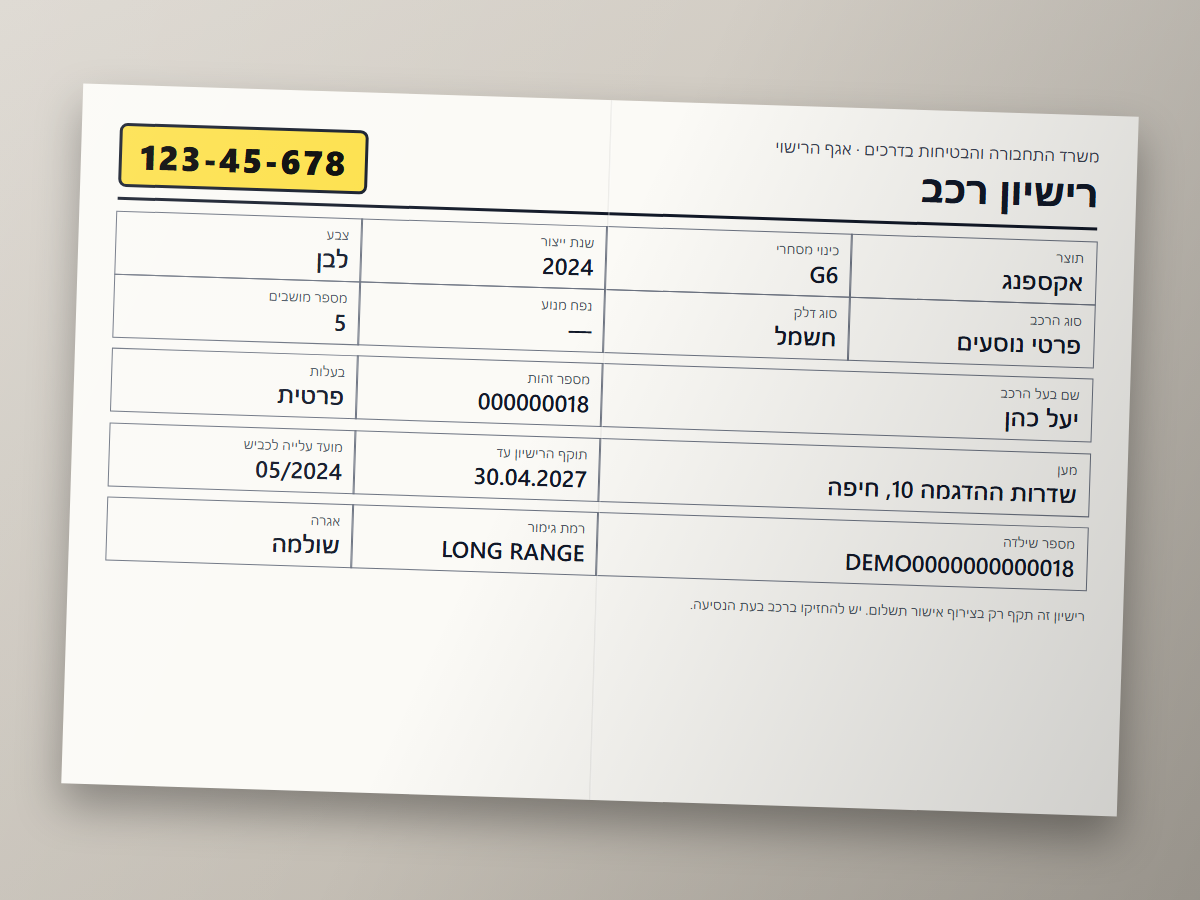 משרד התחבורה והבטיחות בדרכים · אגף הרישוי
רישיון רכב
123-45-678
תוצר
אקספנג
כינוי מסחרי
G6
שנת ייצור
2024
צבע
לבן
סוג הרכב
פרטי נוסעים
סוג דלק
חשמל
נפח מנוע
—
מספר מושבים
5
שם בעל הרכב
יעל כהן
מספר זהות
000000018
בעלות
פרטית
מען
שדרות ההדגמה 10, חיפה
תוקף הרישיון עד
30.04.2027
מועד עלייה לכביש
05/2024
מספר שילדה
DEMO0000000000018
רמת גימור
LONG RANGE
אגרה
שולמה
רישיון זה תקף רק בצירוף אישור תשלום. יש להחזיקו ברכב בעת הנסיעה.